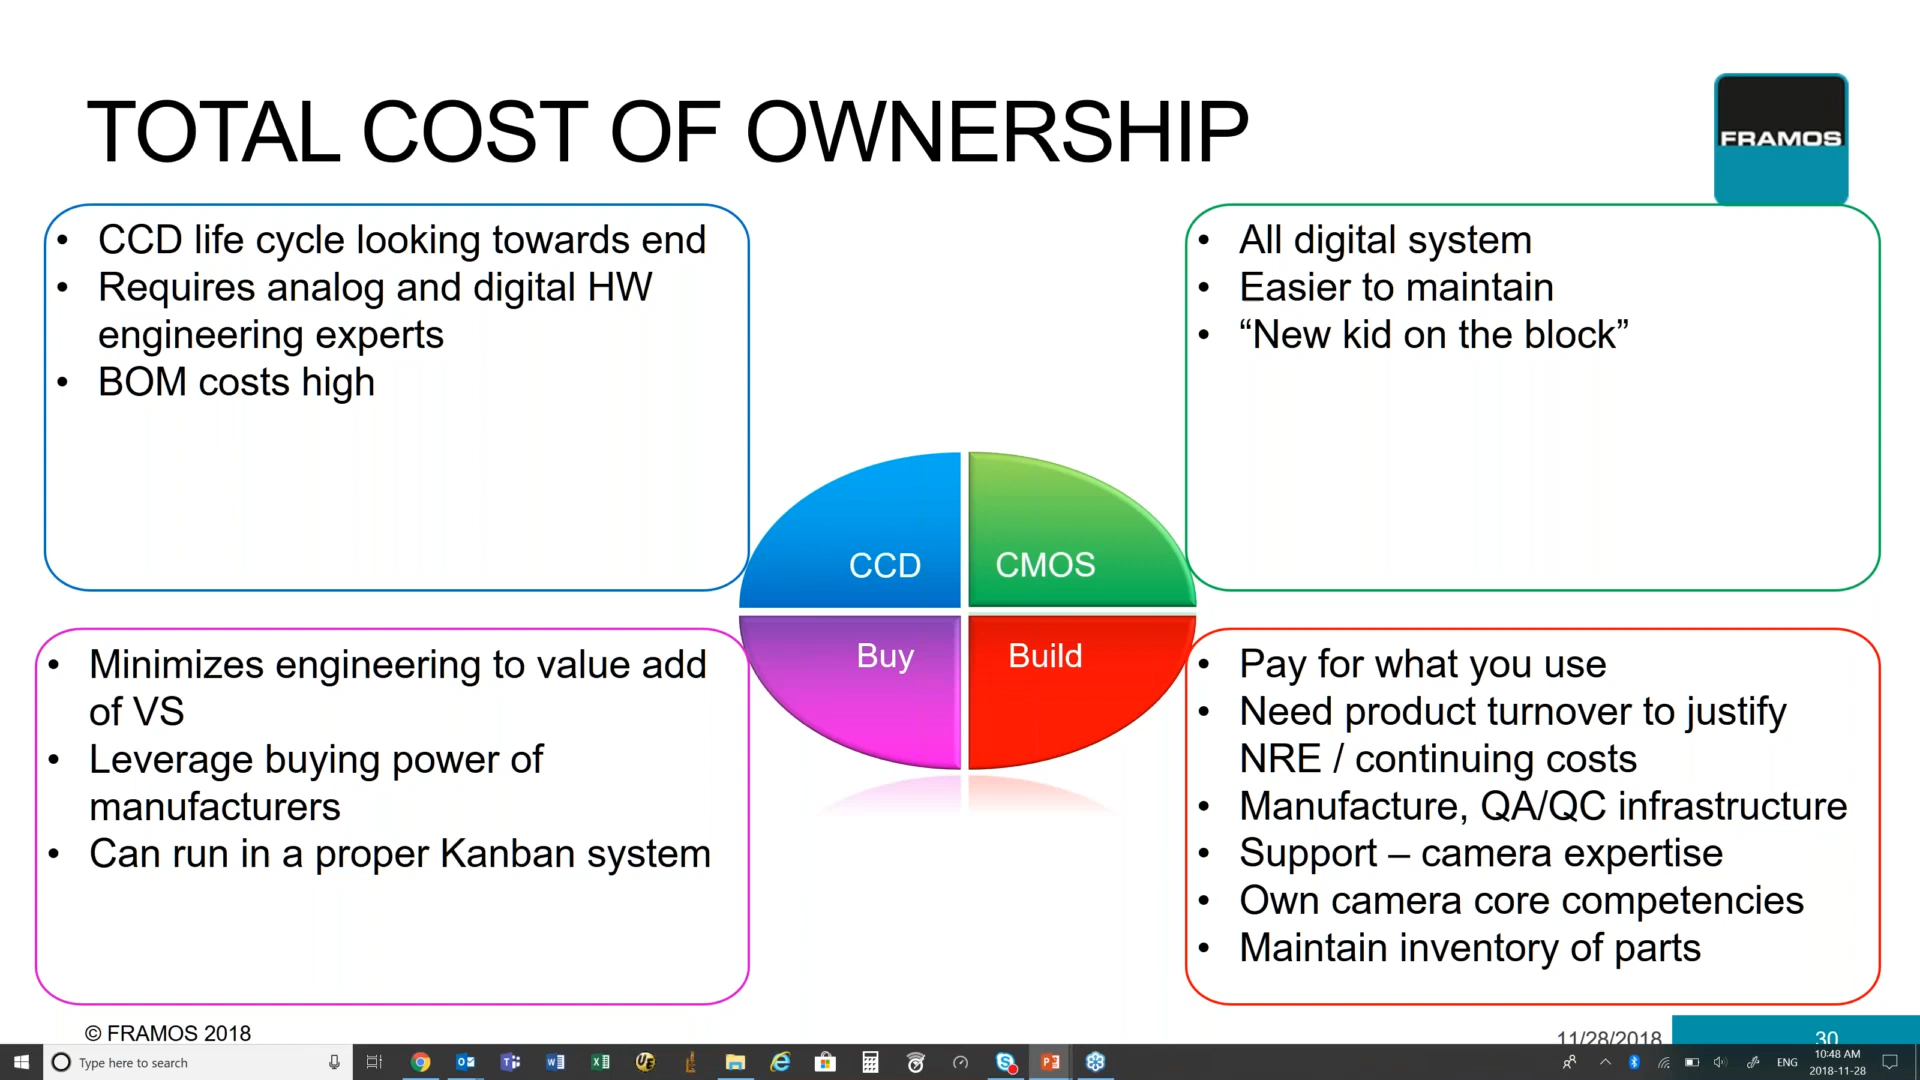 TOTAL COST OF OWNERSHIP
FRAMOS
• CCD life cycle looking towards end
• Requires analog and digital HW
engineering experts
• BOM costs high
• All digital system
• Easier to maintain
• “New kid on the block”
CCD
CMOS
Buy
Build
• Minimizes engineering to value add
of VS
• Leverage buying power of
manufacturers
• Can run in a proper Kanban system
• Pay for what you use
• Need product turnover to justify
NRE / continuing costs
• Manufacture, QA/QC infrastructure
• Support – camera expertise
• Own camera core competencies
• Maintain inventory of parts
© FRAMOS 2018
11/28/2018
30
Type here to search
ENG
10:48 AM
2018-11-28